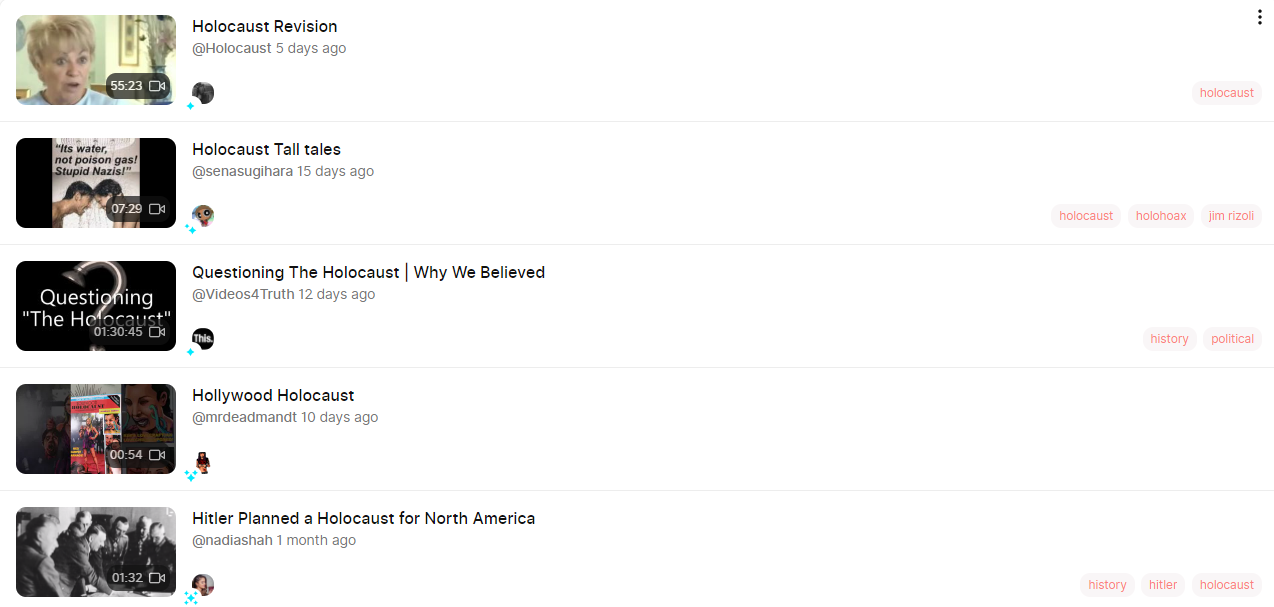 55:23
Holocaust Revision
@Holocaust 5 days ago
holocaust
"Its water,
not poison gas!
Stupid Nazis!"
07:29
Holocaust Tall tales
@senasugihara 15 days ago
holocaust holohoax jim rizoli
Questioning
"The Holocaust"
01:30:45
Questioning The Holocaust | Why We Believed
@Videos4Truth 12 days ago
This.
history political
HOLOCAUST
00:54
Hollywood Holocaust
@mrdeadmandt 10 days ago
01:32
Hitler Planned a Holocaust for North America
@nadiashah 1 month ago
history hitler holocaust